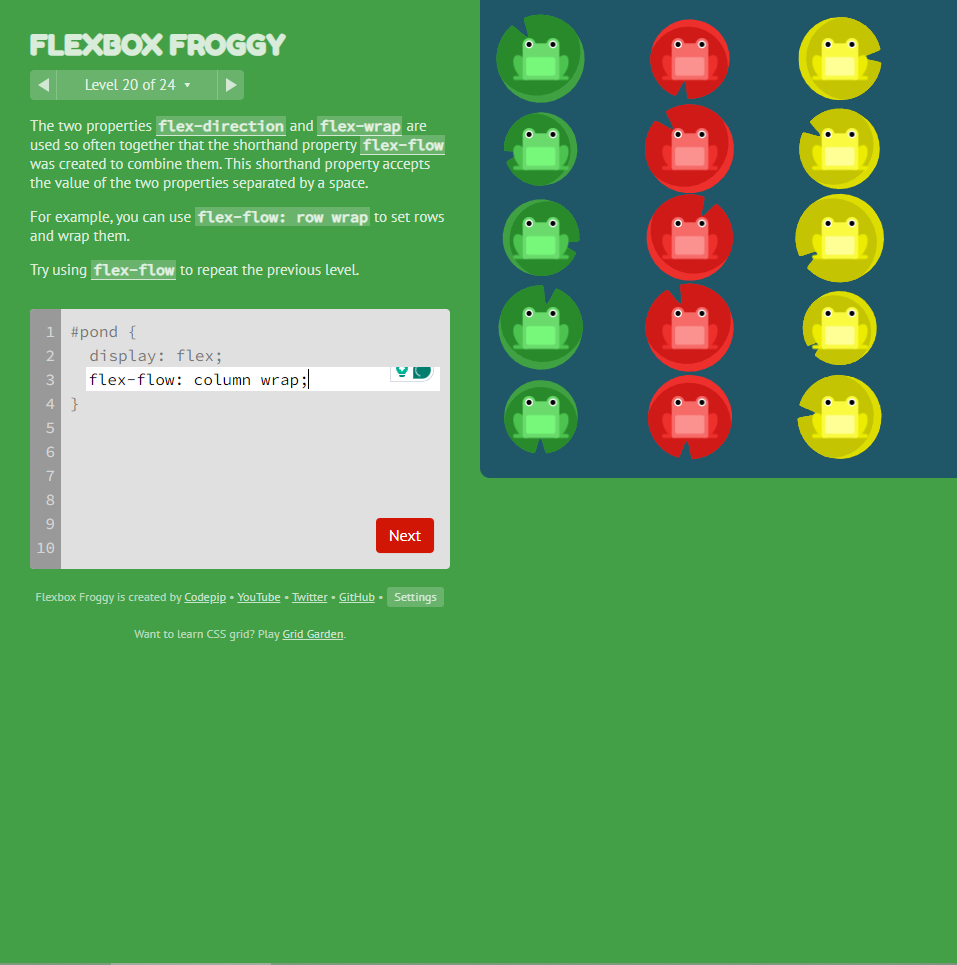 FLEXBOX FROGGY
Level 20 of 24
The two properties flex-direction and flex-wrap are
used so often together that the shorthand property flex-flow
was created to combine them. This shorthand property accepts
the value of the two properties separated by a space.
For example, you can use flex-flow: row wrap to set rows
and wrap them.
Try using flex-flow to repeat the previous level.
1 #pond {
2 display: flex;
3 flex-flow: column wrap;
4 }
5
6
7
8
9
10
Next
Flexbox Froggy is created by Codepip • YouTube • Twitter • GitHub • Settings
Want to learn CSS grid? Play Grid Garden.